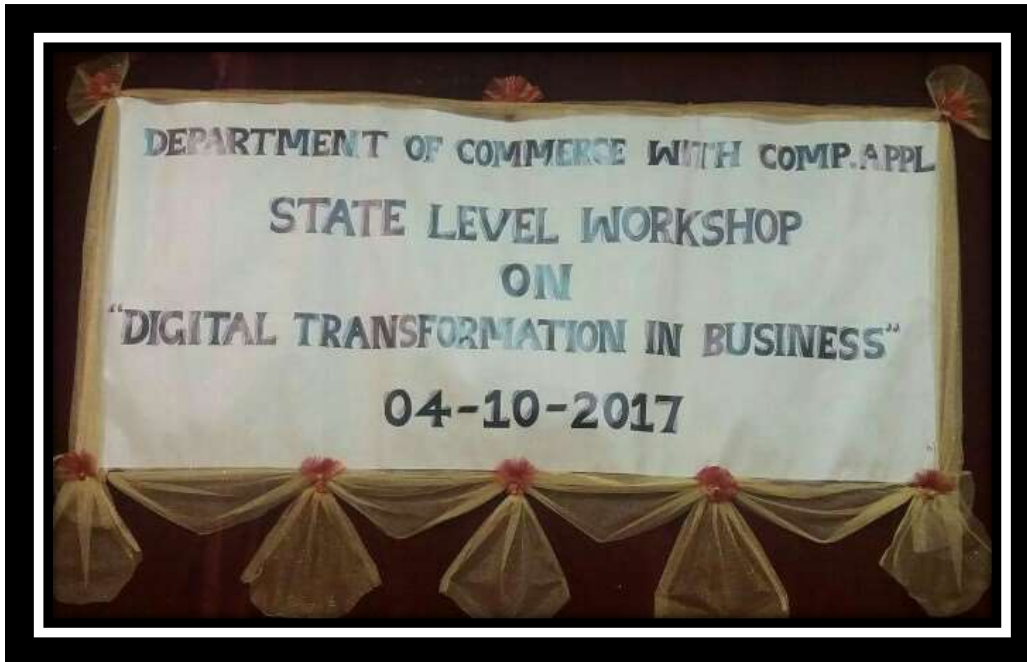 DEPARTMENT OF COMMERCE WITH COMP.APPL
STATE LEVEL WORKSHOP
ON
"DIGITAL TRANSFORMATION IN BUSINESS"
04-10-2017